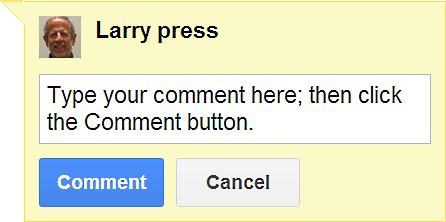 Larry press
Type your comment here; then click
the Comment button.
Comment
Cancel